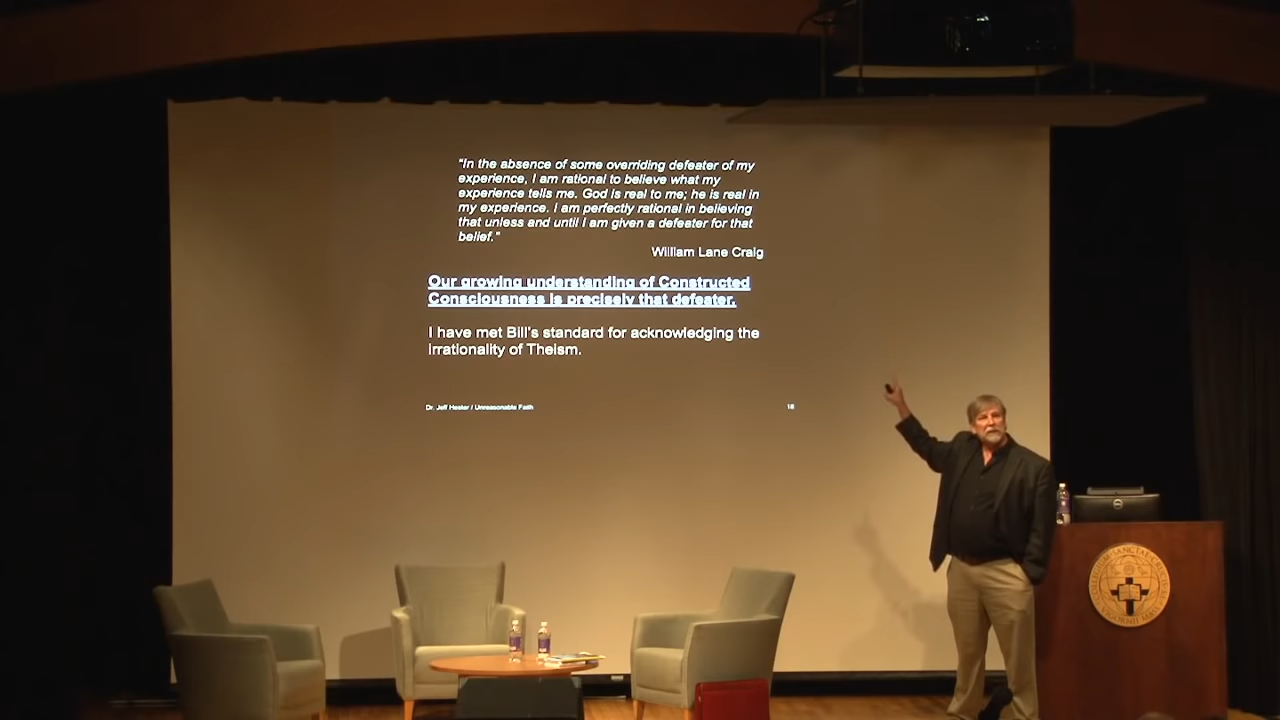 "In the absence of some overriding defeater of my
experience, I am rational to believe what my
experience tells me. God is real to me; he is real in
my experience. I am perfectly rational in believing
that unless and until I am given a defeater for that
belief."
William Lane Craig
Our growing understanding of Constructed
Consciousness is precisely that defeater.
I have met Bill's standard for acknowledging the
irrationality of Theism.
Dr. Jeff Hester / Unreasonable Faith
DELL